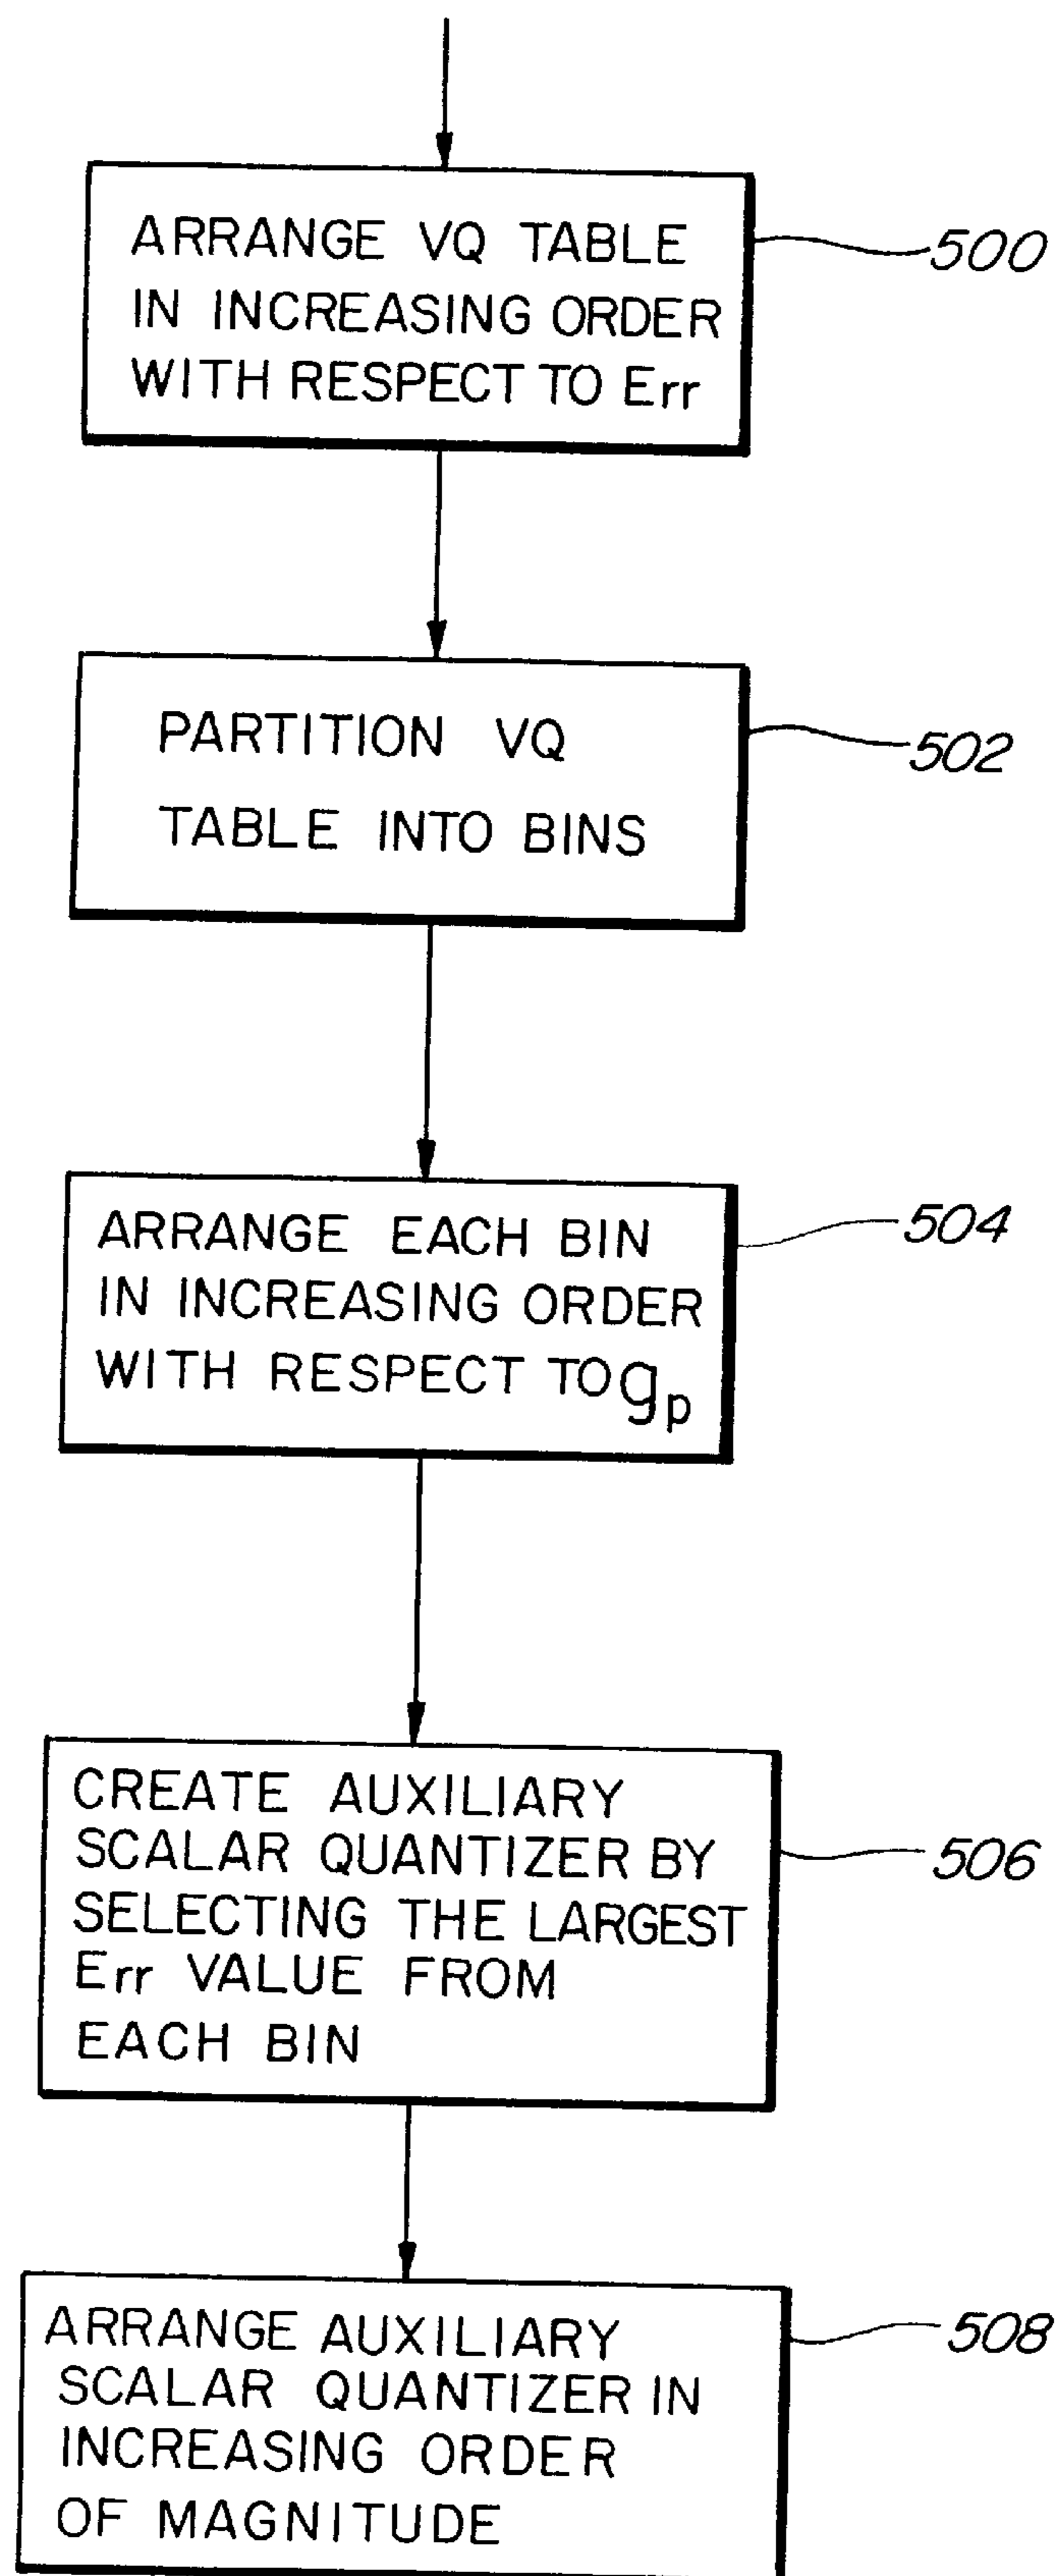 ARRANGE VQ TABLE
IN INCREASING ORDER
WITH RESPECT TO Err
500
PARTITION VQ
TABLE INTO BINS
502
ARRANGE EACH BIN
IN INCREASING ORDER
WITH RESPECT TO gp
504
CREATE AUXILIARY
SCALAR QUANTIZER BY
SELECTING THE LARGEST
Err VALUE FROM
EACH BIN
506
ARRANGE AUXILIARY
SCALAR QUANTIZER IN
INCREASING ORDER
OF MAGNITUDE
508